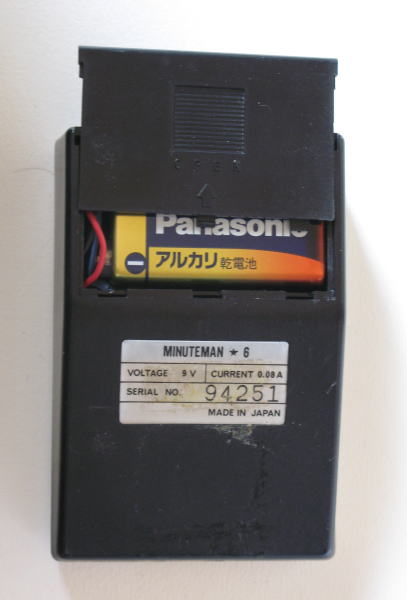 OPEN
Panasonic
アルカリ乾電池
MINUTEMAN ★ 6
VOLTAGE 9 V CURRENT 0.08 A
SERIAL NO. 94251
MADE IN JAPAN